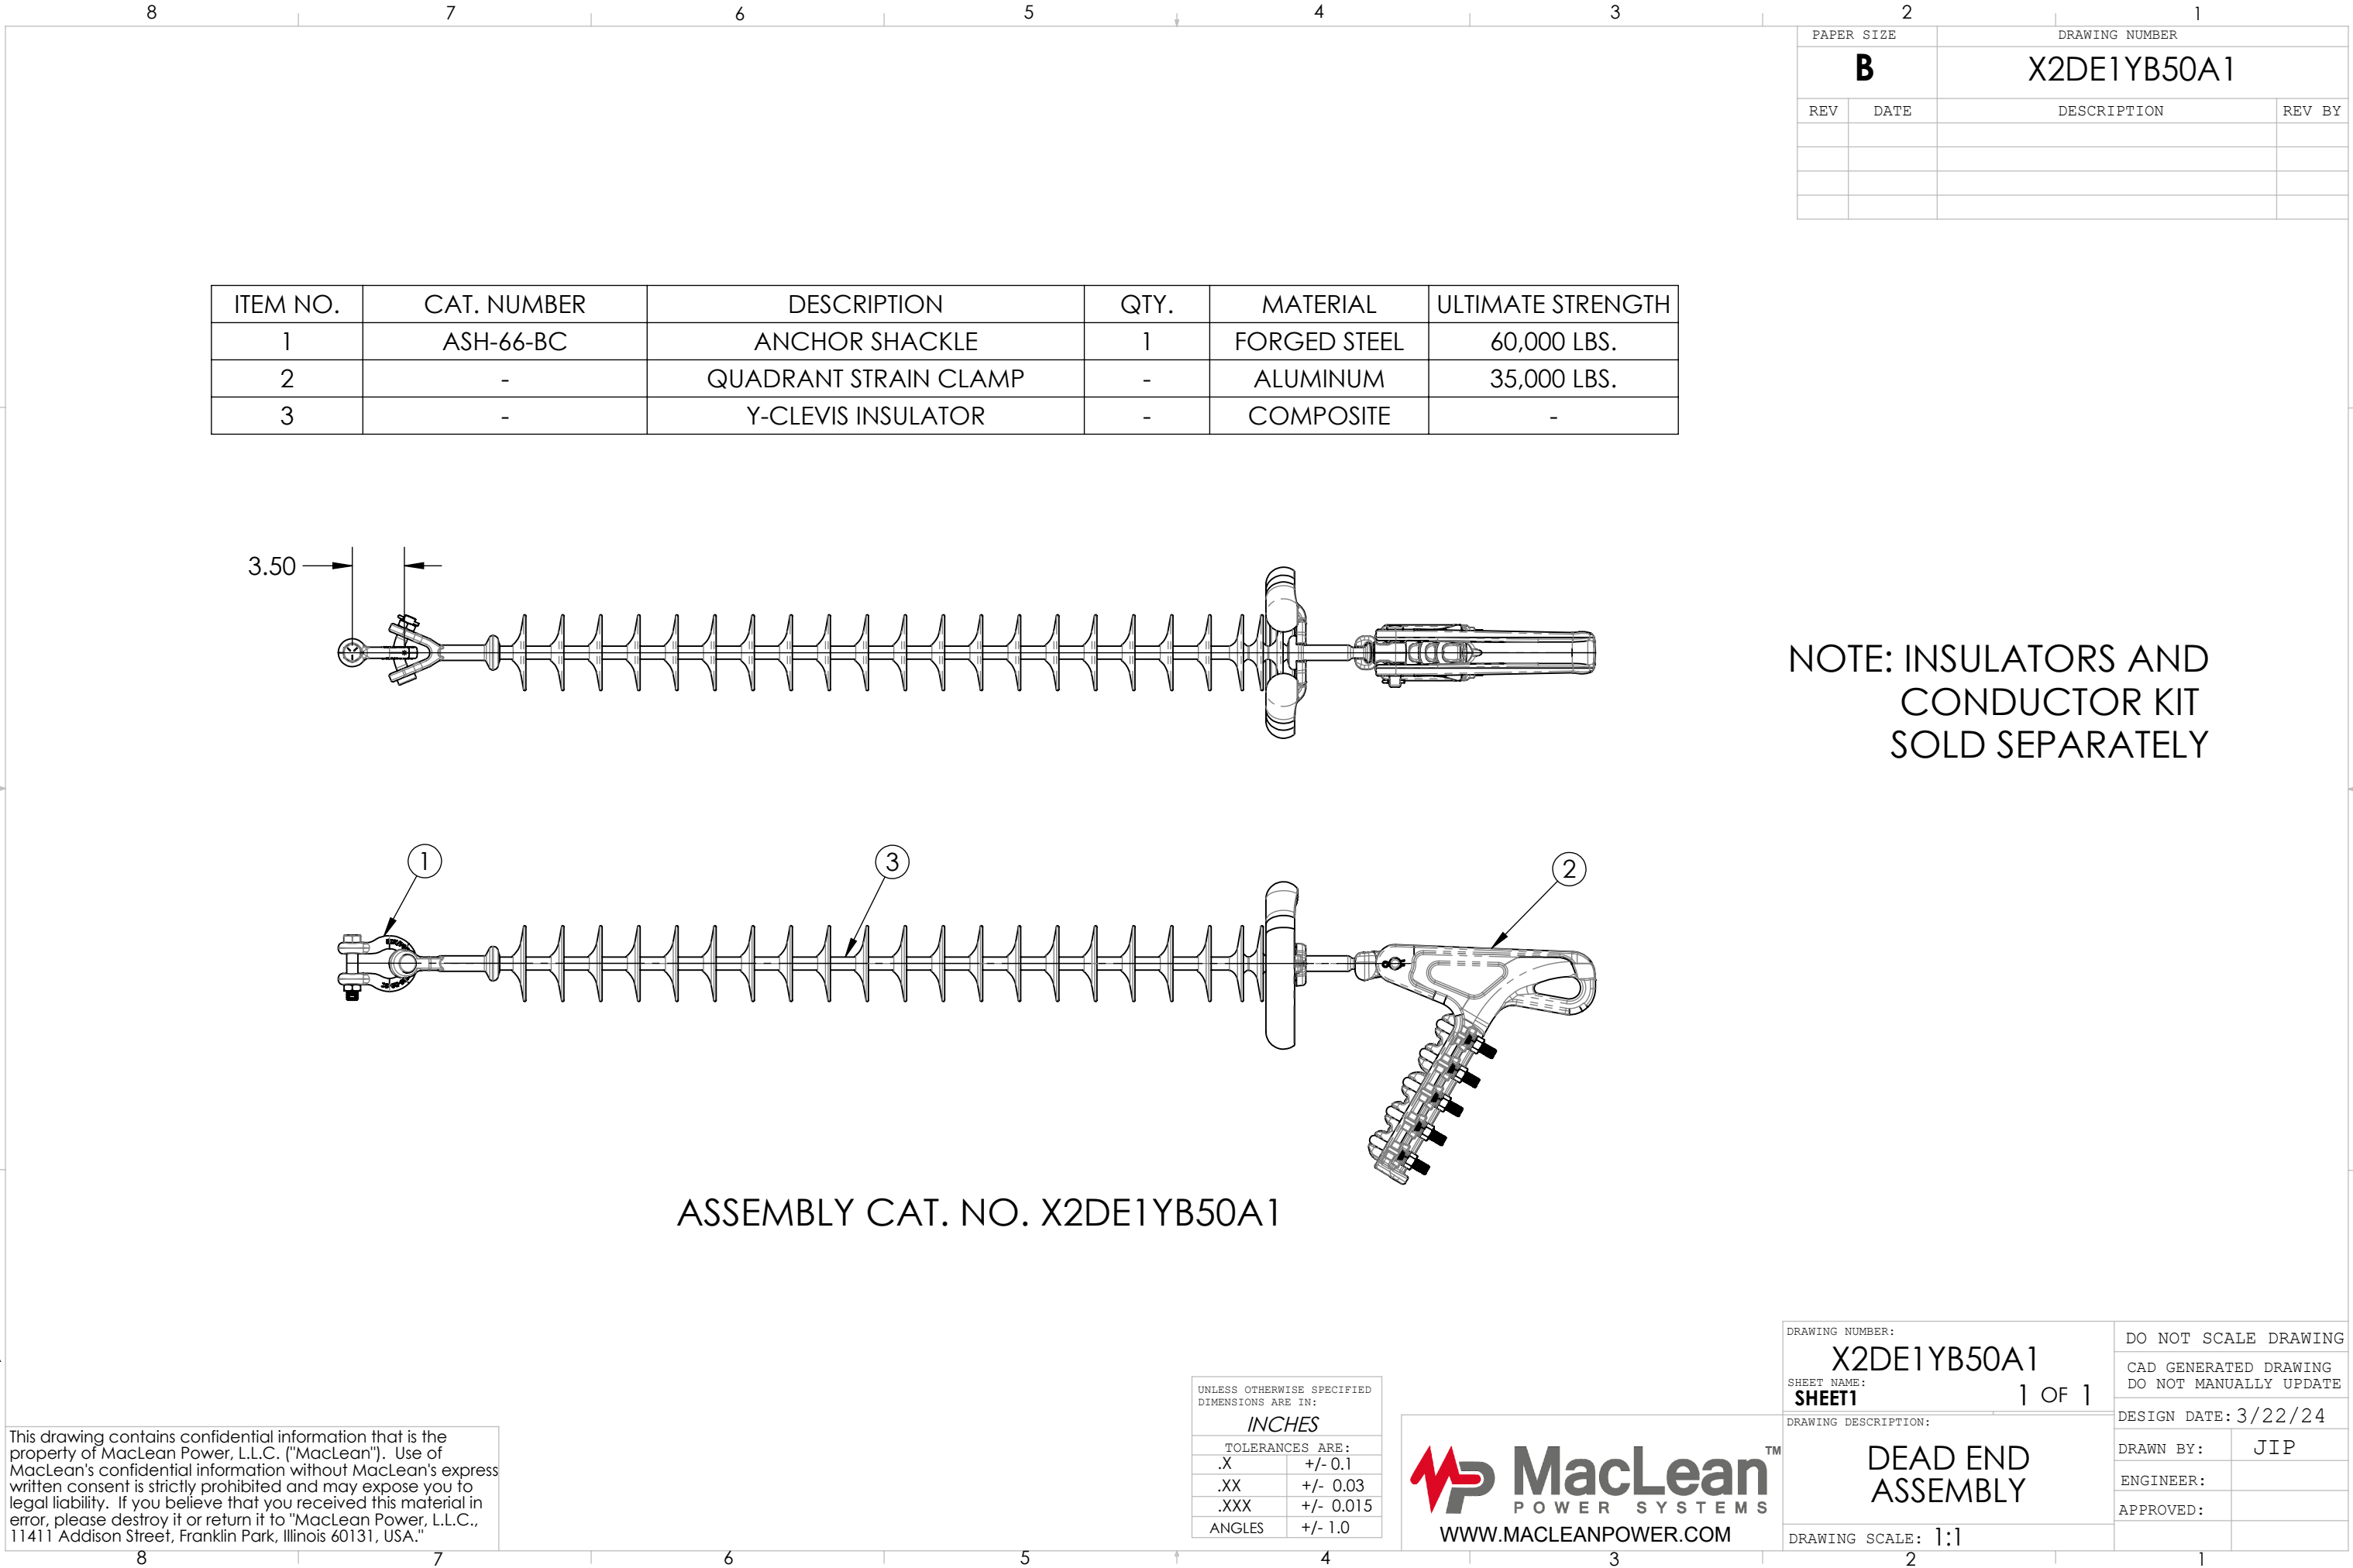 8 7 6 5 4 3 2 1
PAPER SIZE DRAWING NUMBER
B X2DE1YB50A1
REV DATE DESCRIPTION REV BY
ITEM NO. CAT. NUMBER DESCRIPTION QTY. MATERIAL ULTIMATE STRENGTH
1 ASH-66-BC ANCHOR SHACKLE 1 FORGED STEEL 60,000 LBS.
2 - QUADRANT STRAIN CLAMP - ALUMINUM 35,000 LBS.
3 - Y-CLEVIS INSULATOR - COMPOSITE -
3.50
NOTE: INSULATORS AND
CONDUCTOR KIT
SOLD SEPARATELY
1 3 2
ASSEMBLY CAT. NO. X2DE1YB50A1
This drawing contains confidential information that is the
property of MacLean Power, L.L.C. ("MacLean"). Use of
MacLean's confidential information without MacLean's express
written consent is strictly prohibited and may expose you to
legal liability. If you believe that you received this material in
error, please destroy it or return it to "MacLean Power, L.L.C.,
11411 Addison Street, Franklin Park, Illinois 60131, USA."
UNLESS OTHERWISE SPECIFIED
DIMENSIONS ARE IN:
INCHES
TOLERANCES ARE:
.X +/- 0.1
.XX +/- 0.03
.XXX +/- 0.015
ANGLES +/- 1.0
MacLean™
POWER SYSTEMS
WWW.MACLEANPOWER.COM
DRAWING NUMBER:
X2DE1YB50A1
SHEET NAME:
SHEET1 1 OF 1
DRAWING DESCRIPTION:
DEAD END
ASSEMBLY
DRAWING SCALE: 1:1
DO NOT SCALE DRAWING
CAD GENERATED DRAWING
DO NOT MANUALLY UPDATE
DESIGN DATE: 3/22/24
DRAWN BY: JIP
ENGINEER:
APPROVED:
8 7 6 5 4 3 2 1